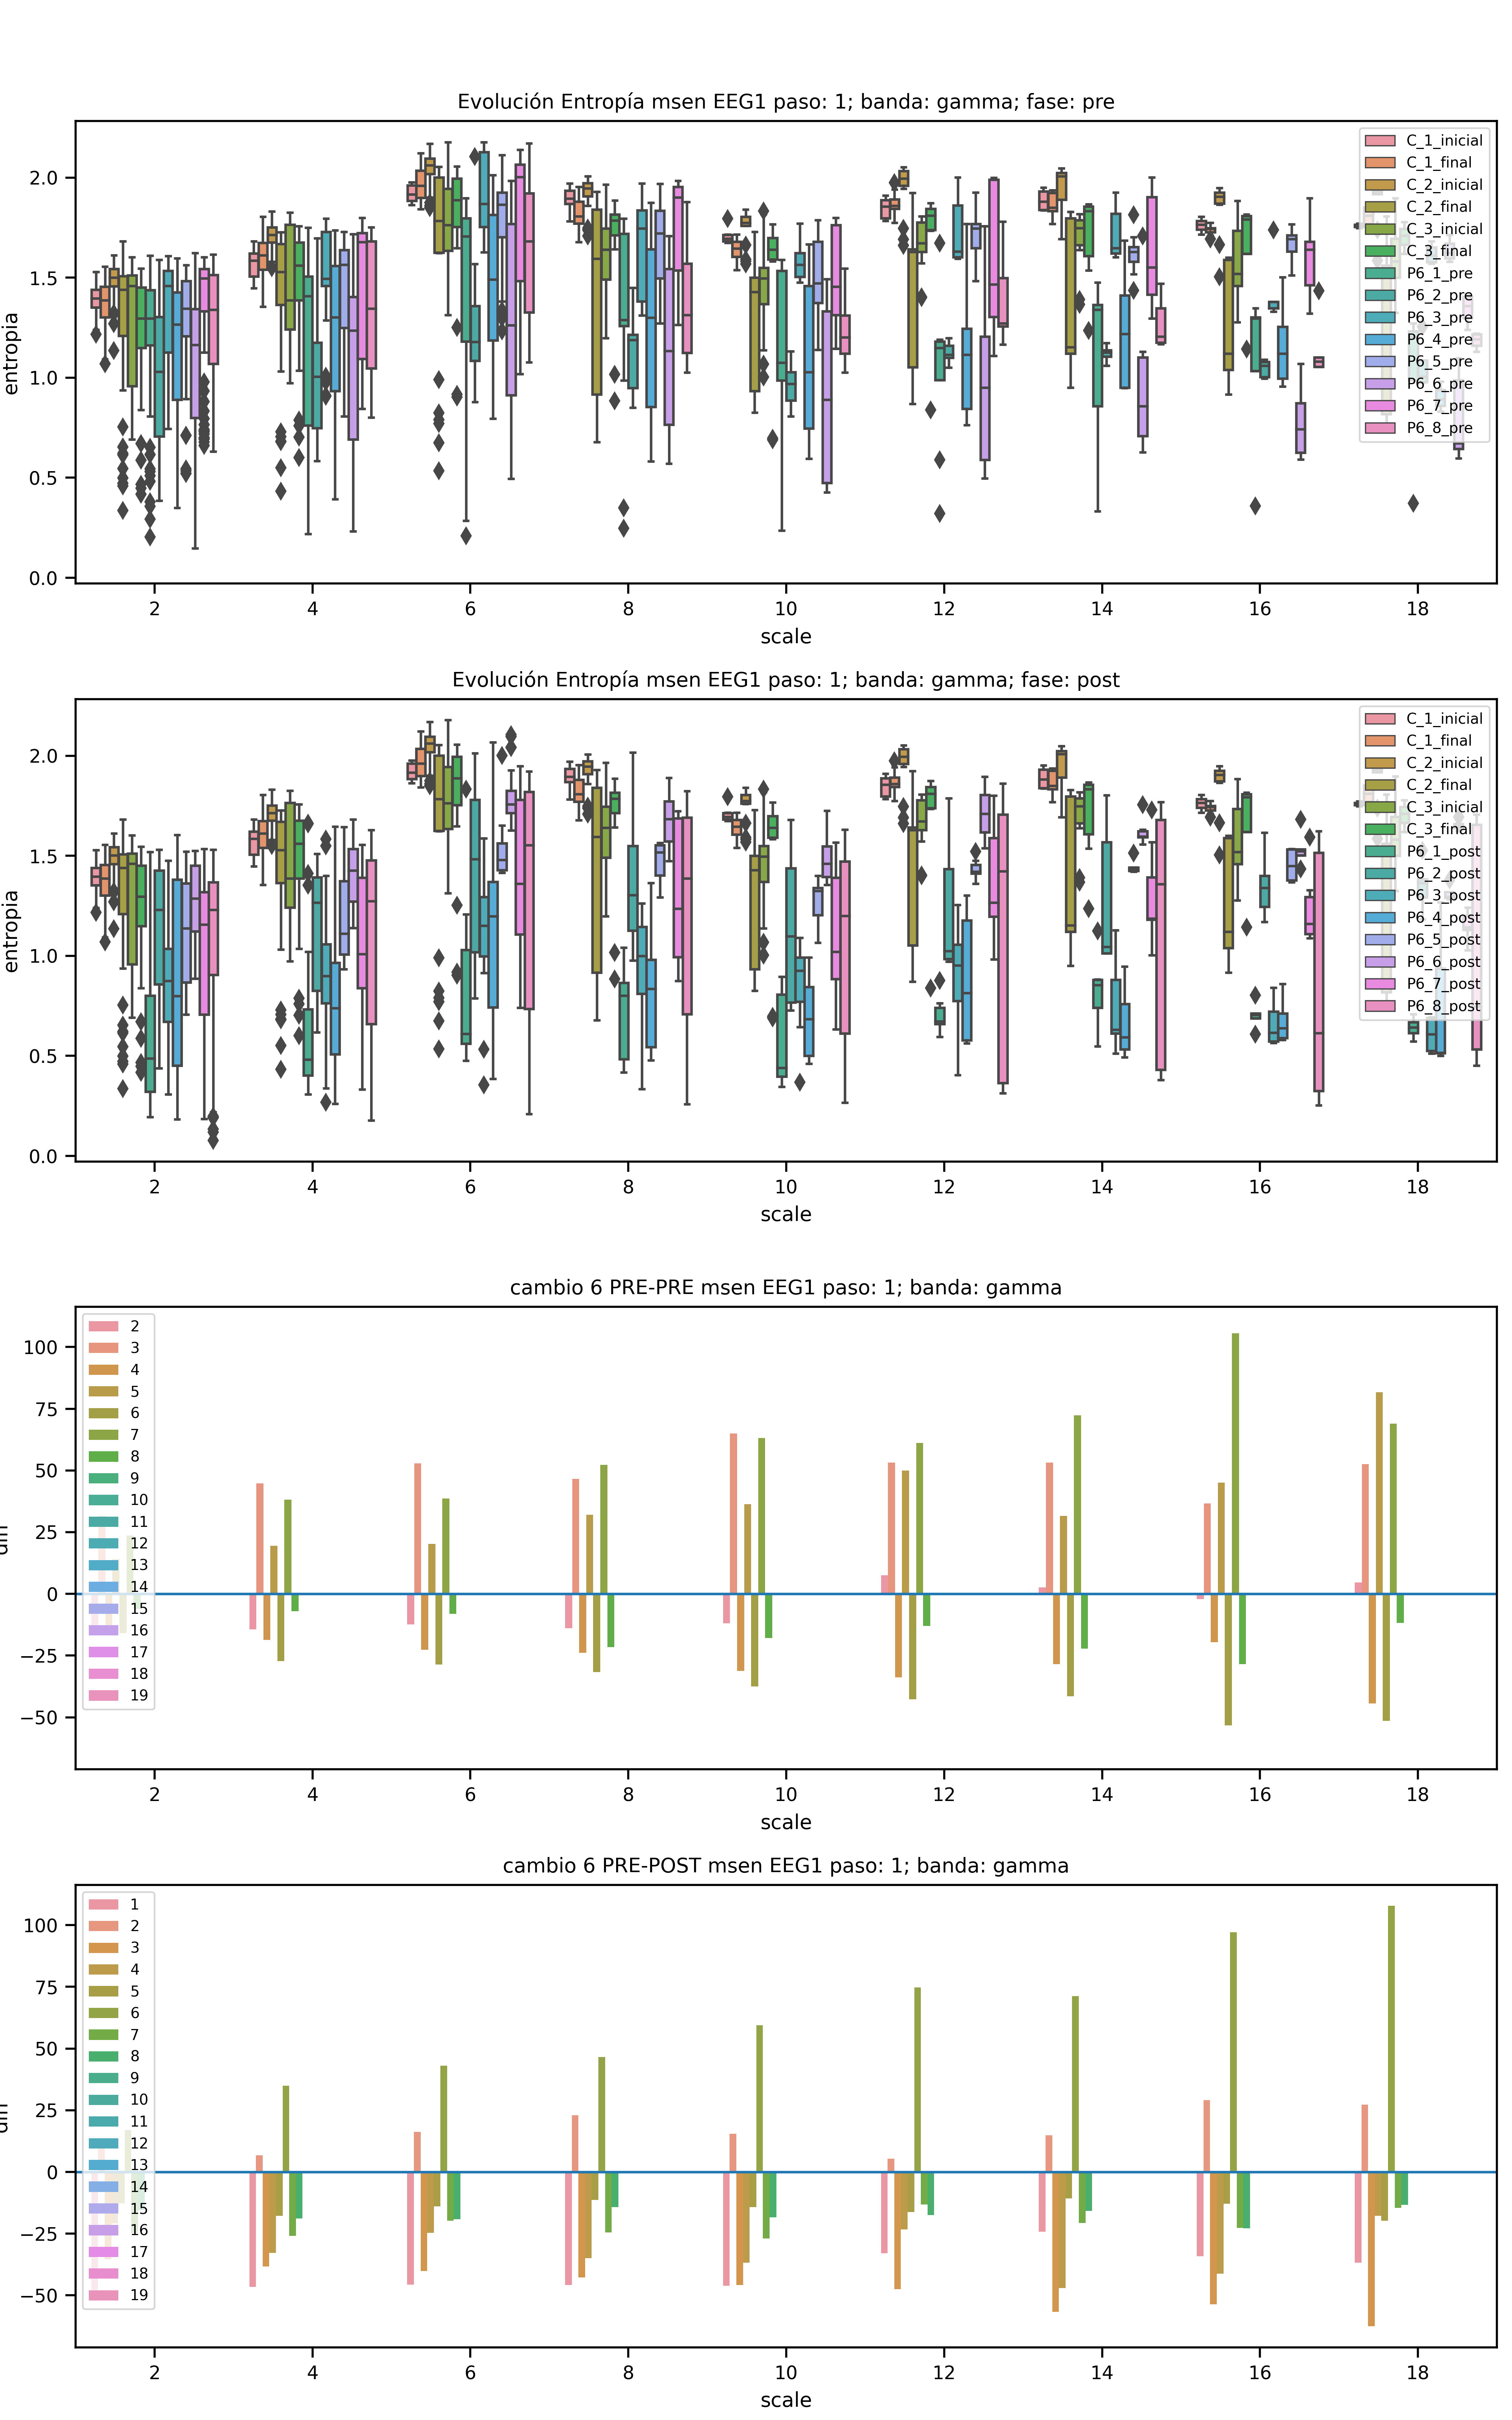 Evolución Entropía msen EEG1 paso: 1; banda: gamma; fase: pre
entropia
2.0
1.5
1.0
0.5
0.0
C_1_inicial
C_1_final
C_2_inicial
C_2_final
C_3_inicial
C_3_final
P6_1_pre
P6_2_pre
P6_3_pre
P6_4_pre
P6_5_pre
P6_6_pre
P6_7_pre
P6_8_pre
2 4 6 8 10 12 14 16 18
scale
Evolución Entropía msen EEG1 paso: 1; banda: gamma; fase: post
entropia
2.0
1.5
1.0
0.5
0.0
C_1_inicial
C_1_final
C_2_inicial
C_2_final
C_3_inicial
C_3_final
P6_1_post
P6_2_post
P6_3_post
P6_4_post
P6_5_post
P6_6_post
P6_7_post
P6_8_post
2 4 6 8 10 12 14 16 18
scale
cambio 6 PRE-PRE msen EEG1 paso: 1; banda: gamma
100
75
50
25
0
−25
−50
2
3
4
5
6
7
8
9
10
11
12
13
14
15
16
17
18
19
2 4 6 8 10 12 14 16 18
scale
cambio 6 PRE-POST msen EEG1 paso: 1; banda: gamma
100
75
50
25
0
−25
−50
1
2
3
4
5
6
7
8
9
10
11
12
13
14
15
16
17
18
19
2 4 6 8 10 12 14 16 18
scale